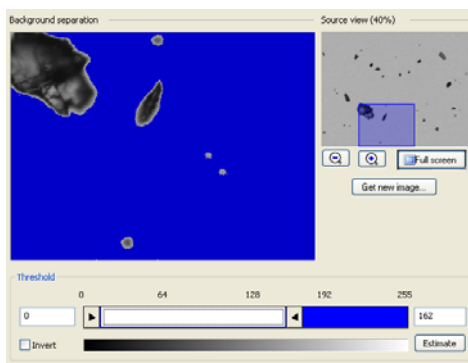 Background separation
Source view (40%)
Full screen
Get new image...
Threshold
0 64 128 192 255
0 162
Invert
Estimate